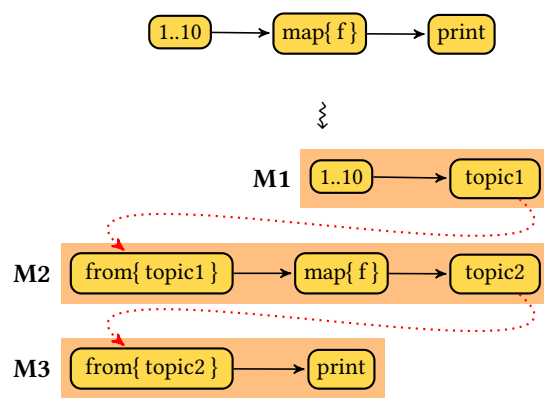 1..10 map{ f } print
M1 1..10 topic1
M2 from{ topic1 } map{ f } topic2
M3 from{ topic2 } print